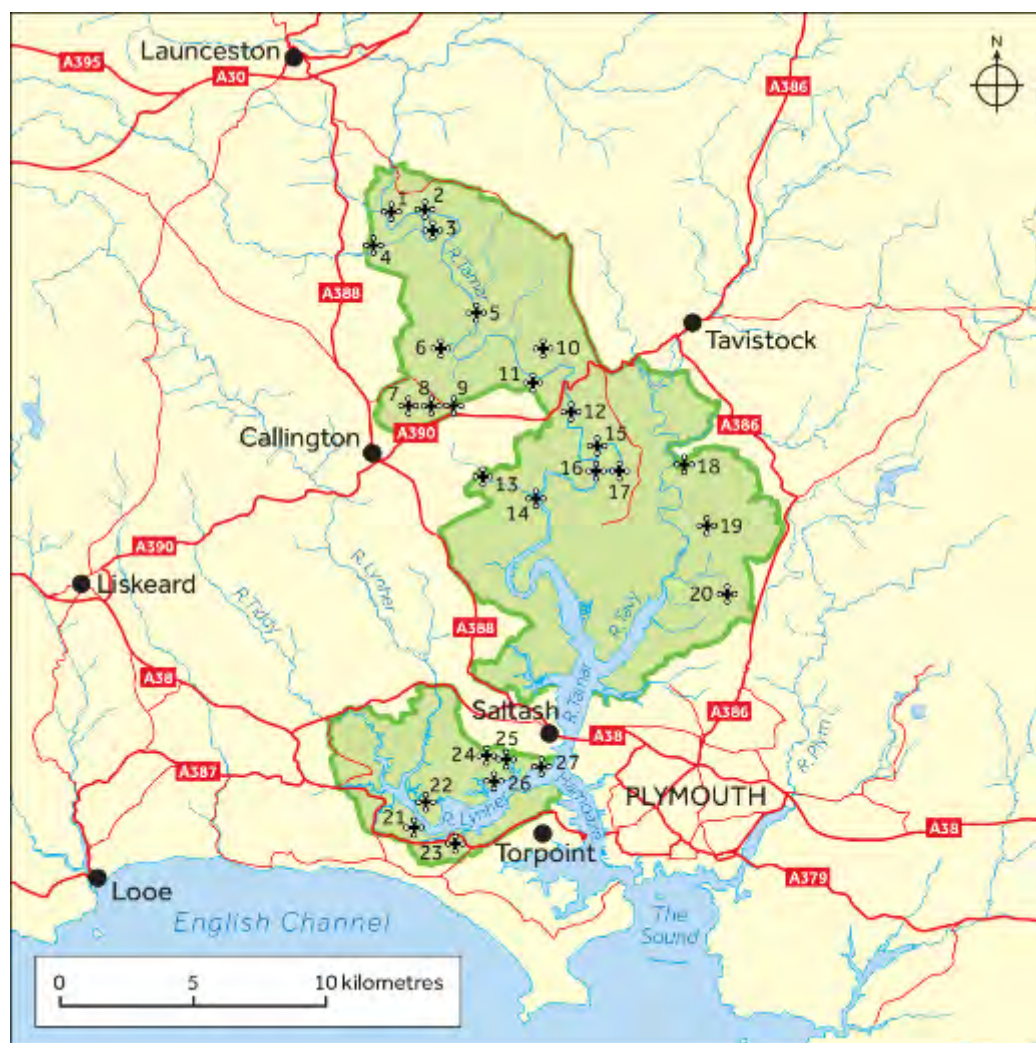 Launceston
A395
A30
A386
N
1
2
3
4
R.Tamar
A388
5
6
10
Tavistock
11
7
8
9
12
A390
A386
Callington
15
13
16
17
18
14
19
A390
R.Lynher
R.Tiddy
Liskeard
20
R.Tavy
A388
A38
R.Tamar
Saltash
A386
R.Plym
A38
24
25
27
A387
26
Hamoaze
22
PLYMOUTH
R.Lynher
21
A38
23
Torpoint
A379
Looe
English Channel
The
Sound
0 5 10 kilometres